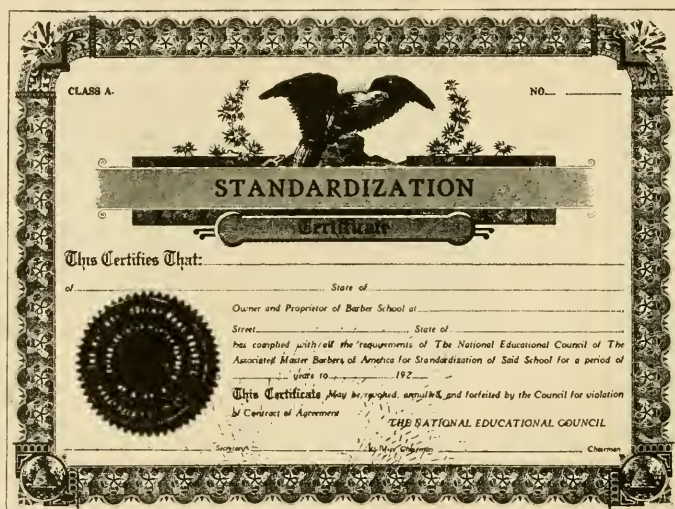 CLASS A. NO.
STANDARDIZATION
Certificate
This Certifies That:
of State of
Owner and Proprietor of Barber School at
Street State of
has complied with all the requirements of The National Educational Council of The
Associated Master Barbers of America for Standardization of Said School for a period of
years to 192
This Certificate May be revoked, annulled, and forfeited by the Council for violation
of Contract of Agreement
THE NATIONAL EDUCATIONAL COUNCIL
Secretary Chairman Chairman